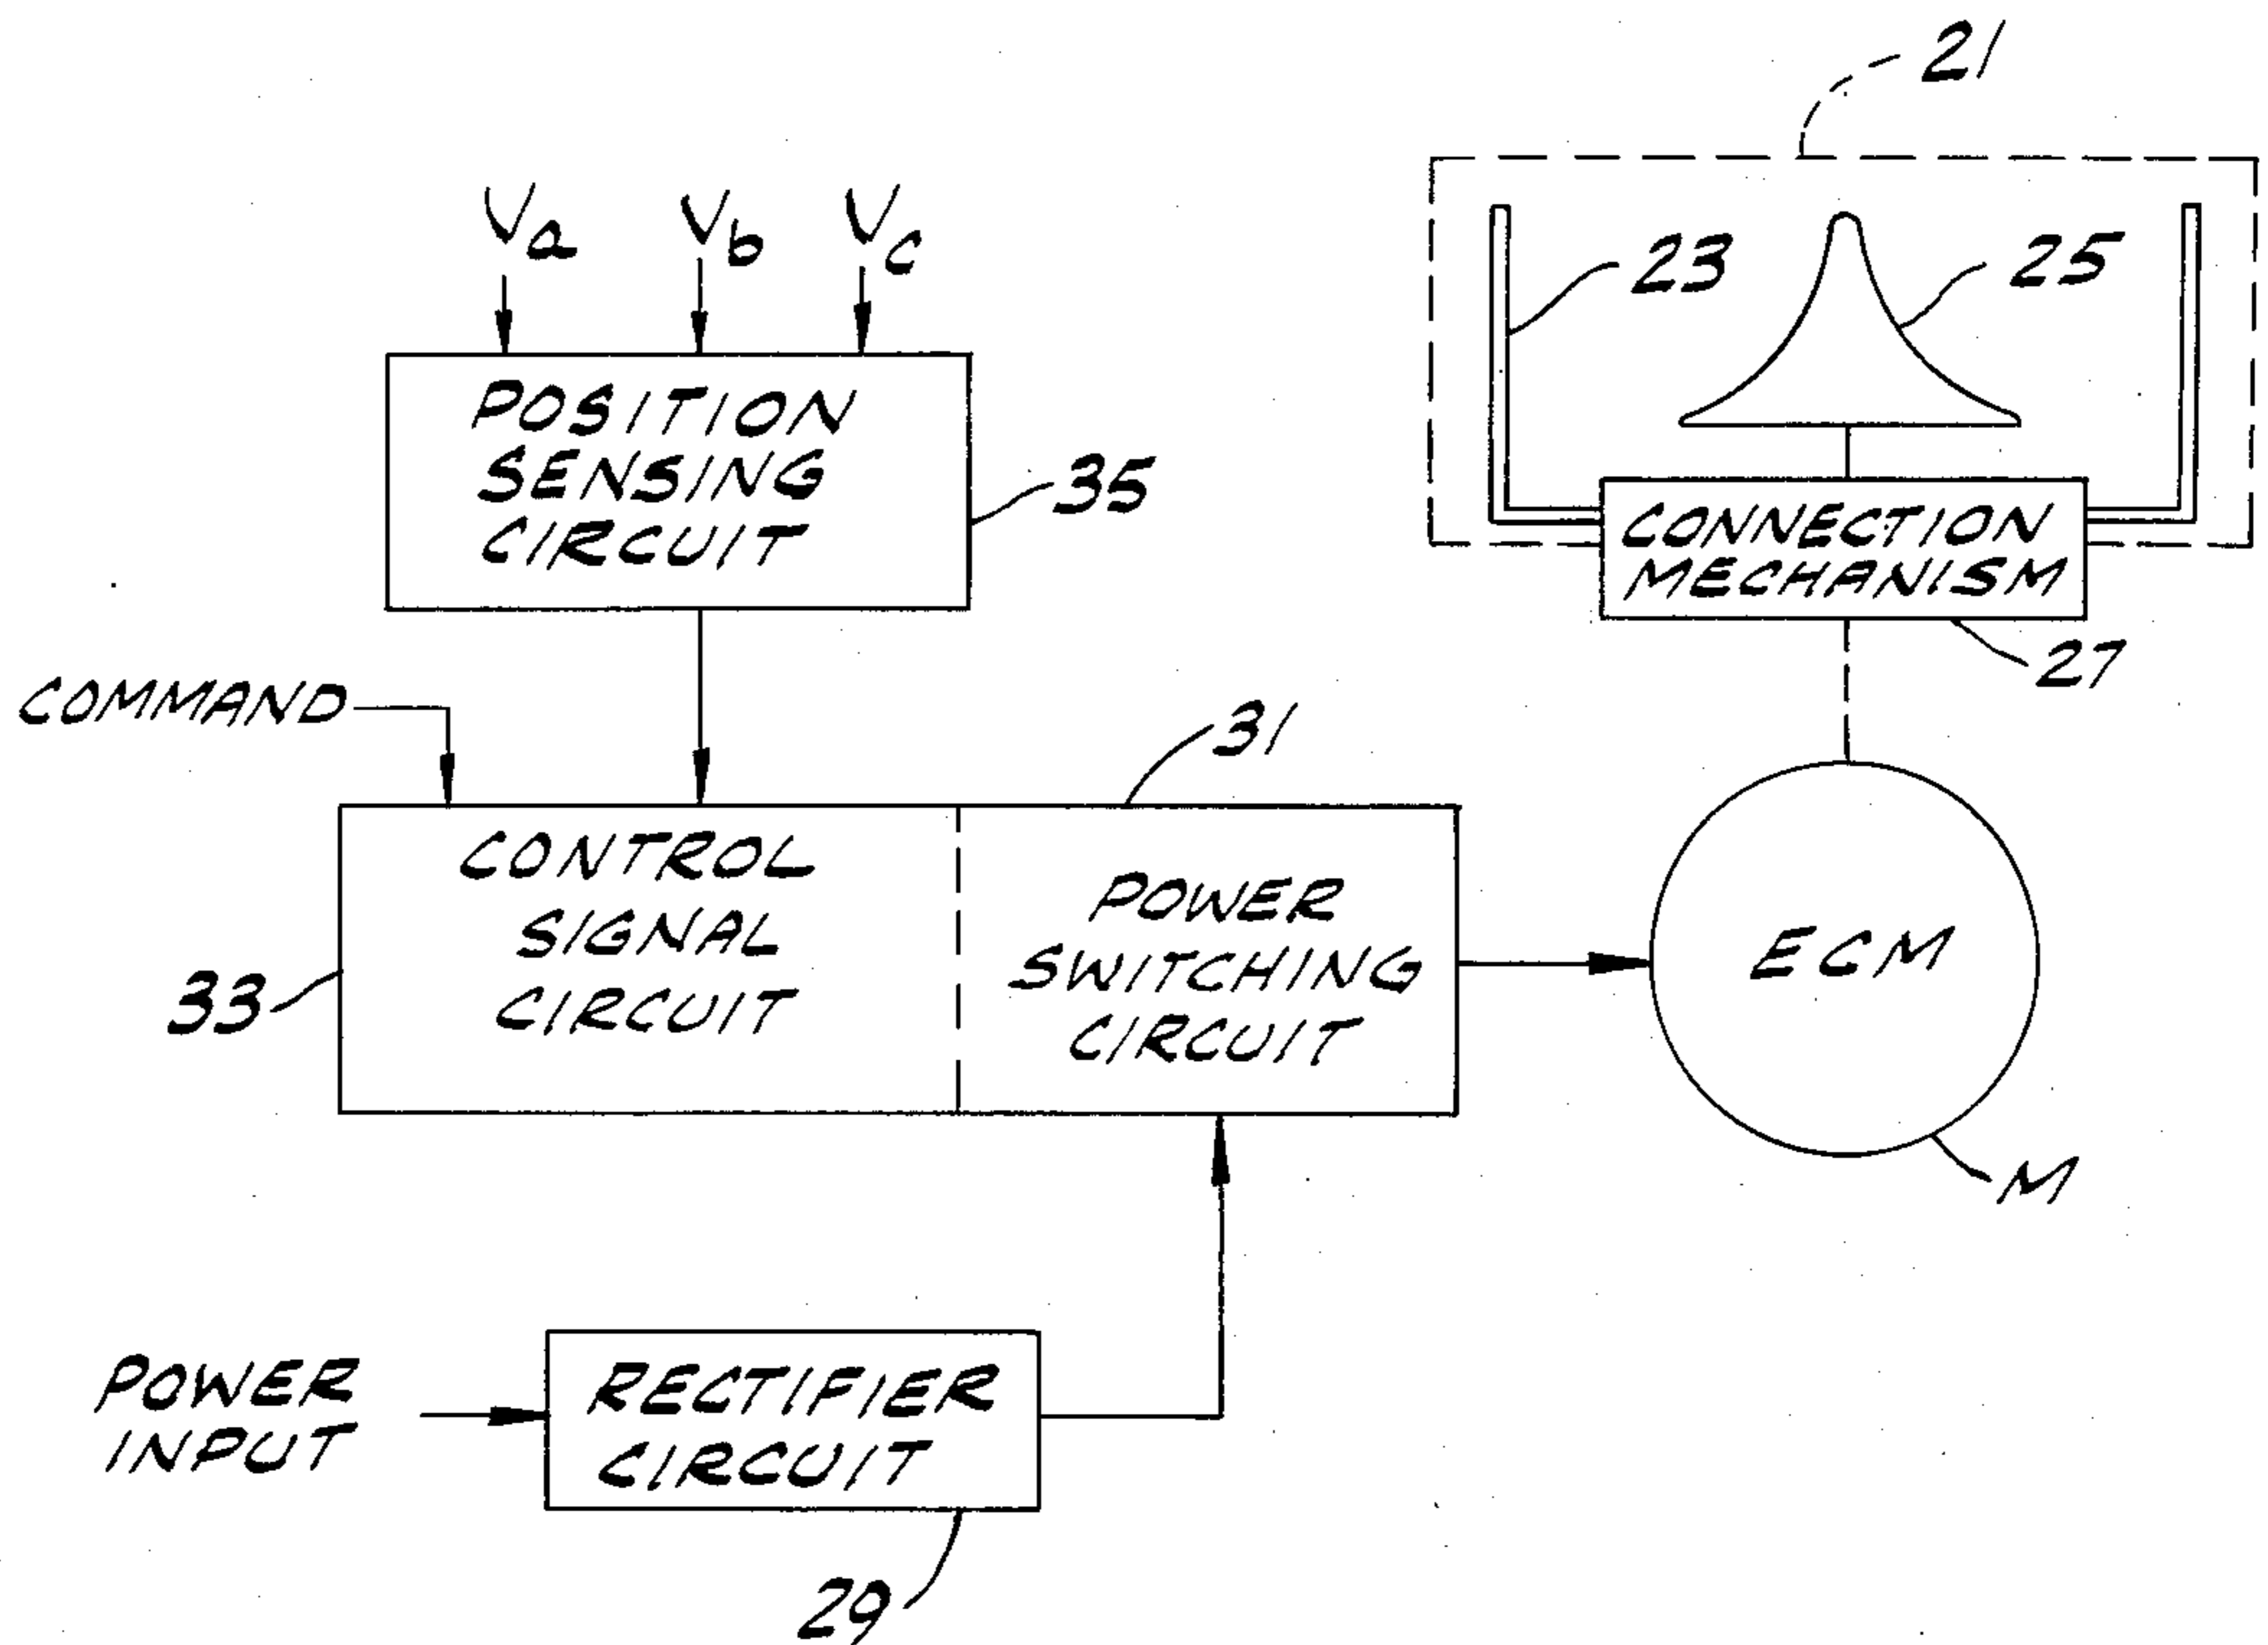 21
Va Vb Vc
23
25
POSITION
SENSING
CIRCUIT
35
CONNECTION
MECHANISM
27
COMMAND
31
CONTROL
SIGNAL
CIRCUIT
33
POWER
SWITCHING
CIRCUIT
ECM
M
POWER
INPUT
RECTIFIER
CIRCUIT
29